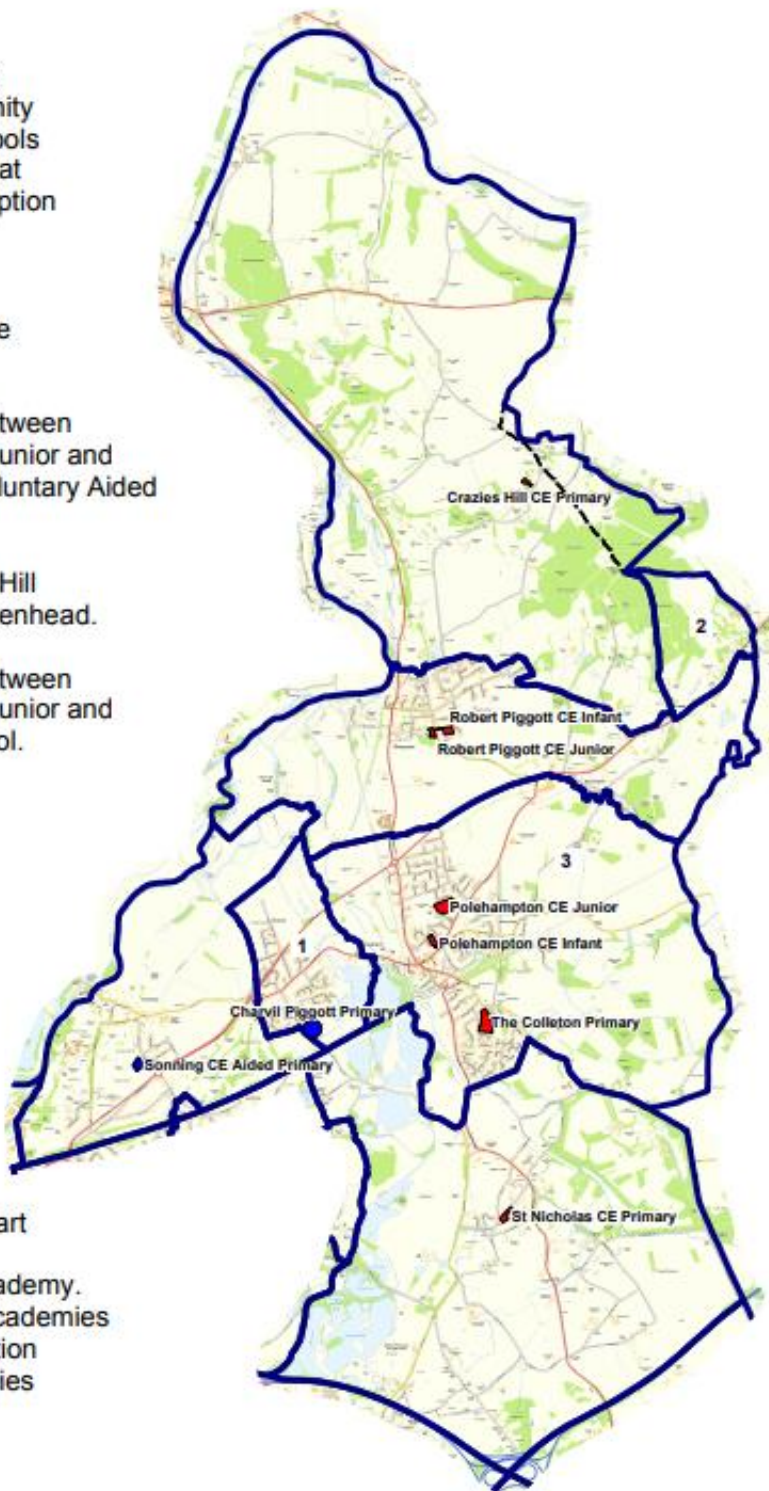 nity
ools
at
ption
e
tween
unior and
luntary Aided
Hill
enhead.
tween
unior and
ol.
art
ademy.
cademies
tion
ies
Crazies Hill CE Primary
2
Robert Piggott CE Infant
Robert Piggott CE Junior
3
Polehampton CE Junior
Polehampton CE Infant
1
Charvil Piggott Primary
The Colleton Primary
Sonning CE Aided Primary
St Nicholas CE Primary